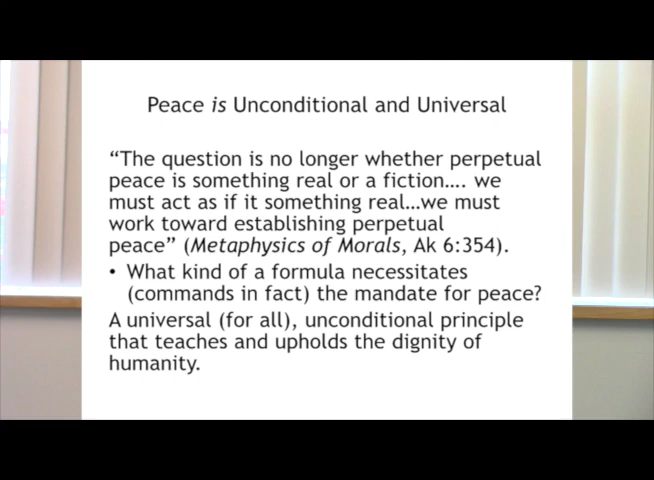 Peace is Unconditional and Universal
“The question is no longer whether perpetual
peace is something real or a fiction…. we
must act as if it something real…we must
work toward establishing perpetual
peace” (Metaphysics of Morals, Ak 6:354).
• What kind of a formula necessitates
(commands in fact) the mandate for peace?
A universal (for all), unconditional principle
that teaches and upholds the dignity of
humanity.